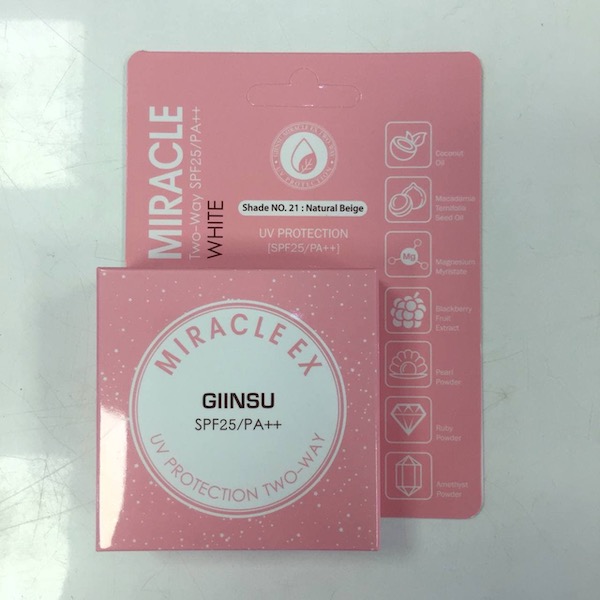 MIRACLE
Two-Way SPF25/PA++
WHITE
Shade NO. 21 : Natural Beige
UV PROTECTION
[SPF25/PA++]
Coconut
Oil
Macadamia
Ternifolia
Seed Oil
Mg
Magnesium
Myristate
Blackberry
Fruit
Extract
Pearl
Powder
Ruby
Powder
Amethyst
Powder
MIRACLE EX
GIINSU
SPF25/PA++
UV PROTECTION TWO-WAY